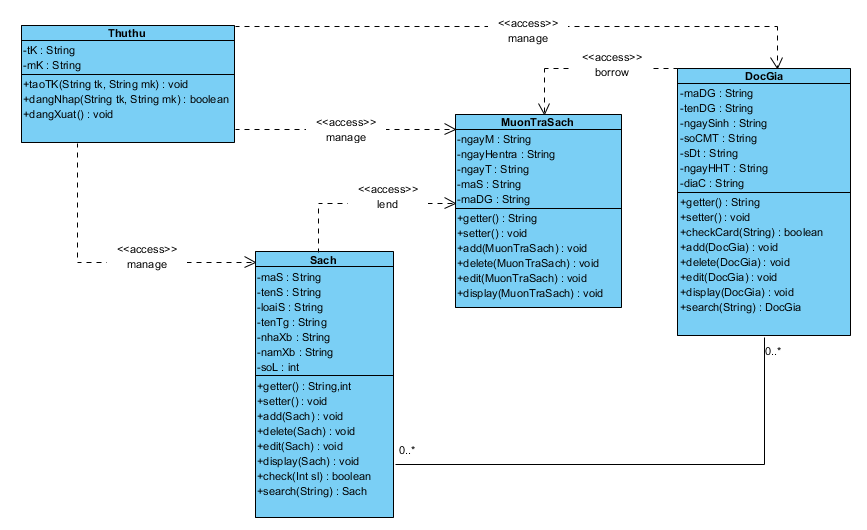 Thuthu
-tK : String
-mK : String
+taoTK(String tk, String mk) : void
+dangNhap(String tk, String mk) : boolean
+dangXuat() : void
<<access>>
manage
<<access>>
borrow
<<access>>
manage
<<access>>
lend
<<access>>
manage
MuonTraSach
-ngayM : String
-ngayHentra : String
-ngayT : String
-maS : String
-maDG : String
+getter() : String
+setter() : void
+add(MuonTraSach) : void
+delete(MuonTraSach) : void
+edit(MuonTraSach) : void
+display(MuonTraSach) : void
DocGia
-maDG : String
-tenDG : String
-ngaySinh : String
-soCMT : String
-sDt : String
-ngayHHT : String
-diaC : String
+getter() : String
+setter() : void
+checkCard(String) : boolean
+add(DocGia) : void
+delete(DocGia) : void
+edit(DocGia) : void
+display(DocGia) : void
+search(String) : DocGia
0..*
Sach
-maS : String
-tenS : String
-loaiS : String
-tenTg : String
-nhaXb : String
-namXb : String
-soL : int
+getter() : String,int
+setter() : void
+add(Sach) : void
+delete(Sach) : void
+edit(Sach) : void
+display(Sach) : void
+check(Int sl) : boolean
+search(String) : Sach
0..*